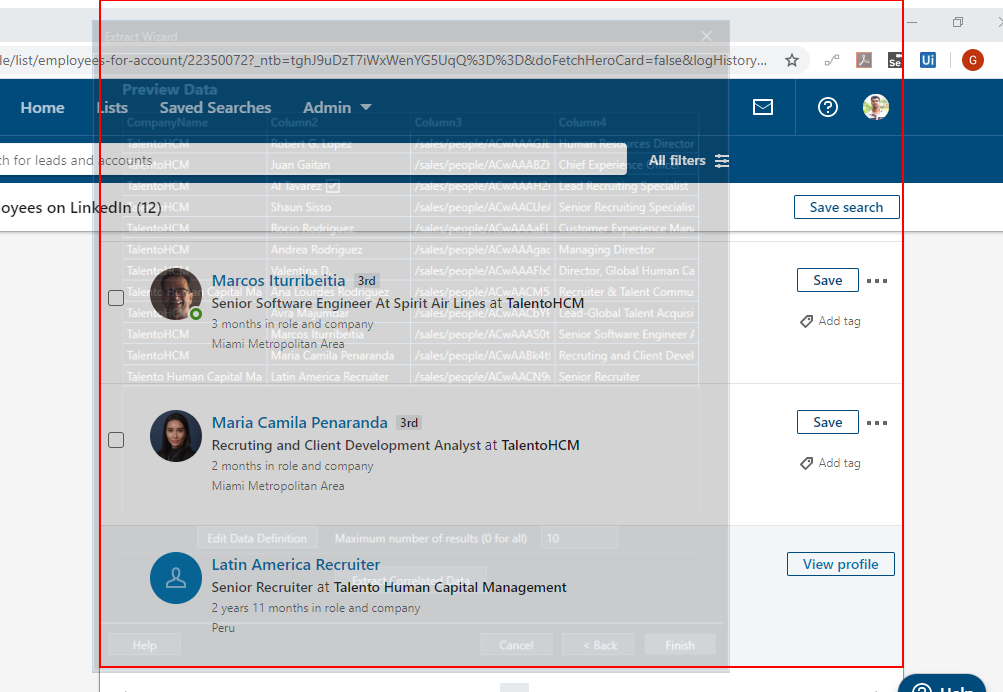 Extract Wizard
le/list/employees-for-account/22350072?_ntb=tghJ9uDzT7iWxWenYG5UqQ%3D%3D&doFetchHeroCard=false&logHistory...
Se
Ui
G
Preview Data
Home Lists Saved Searches Admin
CompanyName Column2 Column3 Column4
TalentoHCM Robert G. Lopez /sales/people/ACwAAAGJL Human Resources Director
ch for leads and accounts
All filters
TalentoHCM Juan Gaitan /sales/people/ACwAAABZH Chief Experience Officer
TalentoHCM Al Tavarez /sales/people/ACwAAAH2 Lead Recruiting Specialist
oyees on LinkedIn (12)
Save search
TalentoHCM Shaun Sisso /sales/people/ACwAACUe Senior Recruiting Specialist
TalentoHCM Rocio Rodriguez /sales/people/ACwAAAaEL Customer Experience Man
TalentoHCM Andrea Rodriguez /sales/people/ACwAAAgac Managing Director
TalentoHCM Valentina D. /sales/people/ACwAAAFIx Director, Global Human Ca
Marcos Iturribeitia 3rd
Save
Human Capital Ma Ana Lourdes Rodriguez /sales/people/ACwAACM5 Recruiter & Talent Commu
Senior Software Engineer At Spirit Air Lines at TalentoHCM
TalentoHCM Avra Majumdar /sales/people/ACwAACbYF Lead-Global Talent Acquisi
3 months in role and company
Add tag
TalentoHCM Marcos Iturribeitia /sales/people/ACwAAAS0t Senior Software Engineer
Miami Metropolitan Area
TalentoHCM Maria Camila Penaranda /sales/people/ACwAABk4t Recruting and Client Devel
Talento Human Capital Ma Latin America Recruiter /sales/people/ACwAACN9 Senior Recruiter
Maria Camila Penaranda 3rd
Save
Recruting and Client Development Analyst at TalentoHCM
2 months in role and company
Add tag
Miami Metropolitan Area
Edit Data Definition Maximum number of results (0 for all) 10
Latin America Recruiter
View profile
Extract Correlated Data
Senior Recruiter at Talento Human Capital Management
2 years 11 months in role and company
Peru
Help Cancel < Back Finish
Help